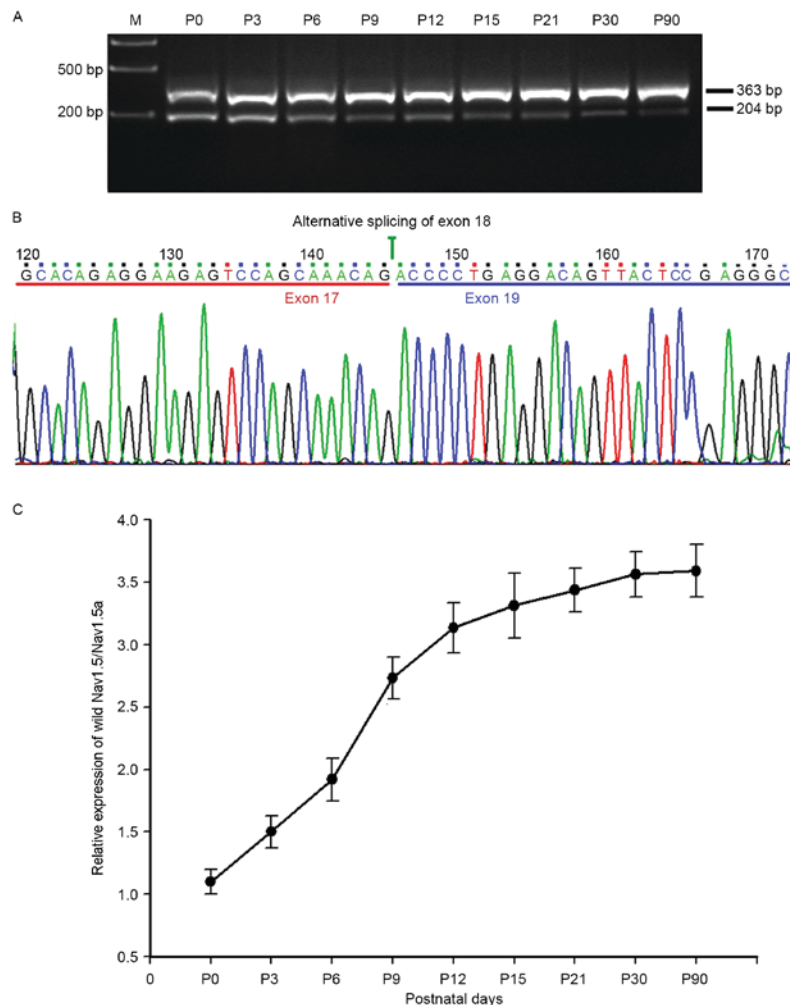 A
M P0 P3 P6 P9 P12 P15 P21 P30 P90
500 bp
200 bp
363 bp
204 bp
B
Alternative splicing of exon 18
T
120 130 140 150 160 170
GCACAGAGGAAGAGTCCAGCAAACAGACCCCTGAGGACAGTTACTCCGAGGGC
Exon 17 Exon 19
C
Relative expression of wild Nav1.5/Nav1.5a
4.0
3.5
3.0
2.5
2.0
1.5
1.0
0.5
0 P0 P3 P6 P9 P12 P15 P21 P30 P90
Postnatal days